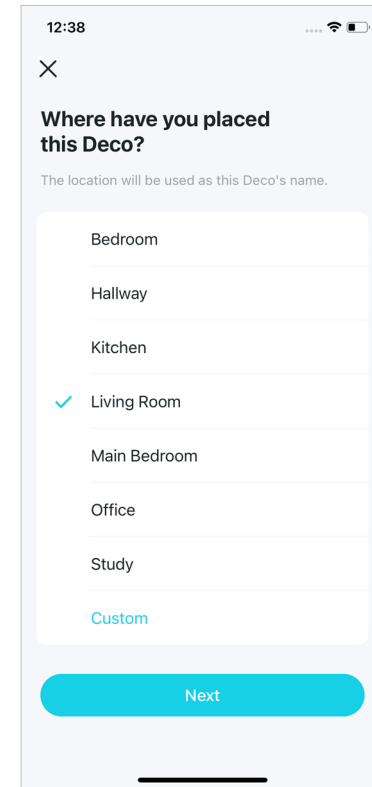 12:38
Where have you placed
this Deco?
The location will be used as this Deco's name.
Bedroom
Hallway
Kitchen
Living Room
Main Bedroom
Office
Study
Custom
Next